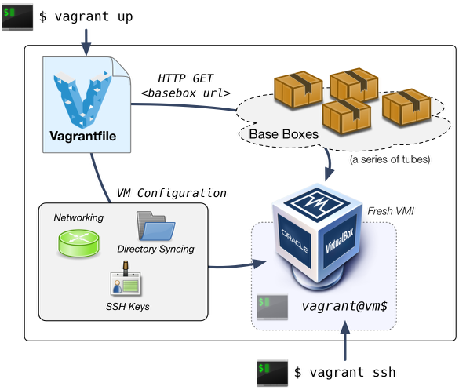 $ vagrant up
HTTP GET
<basebox url>
Vagrantfile
Base Boxes
(a series of tubes)
VM Configuration
Networking
Directory Syncing
SSH Keys
Fresh VM!
ORACLE
VirtualBox
vagrant@vm$
$ vagrant ssh